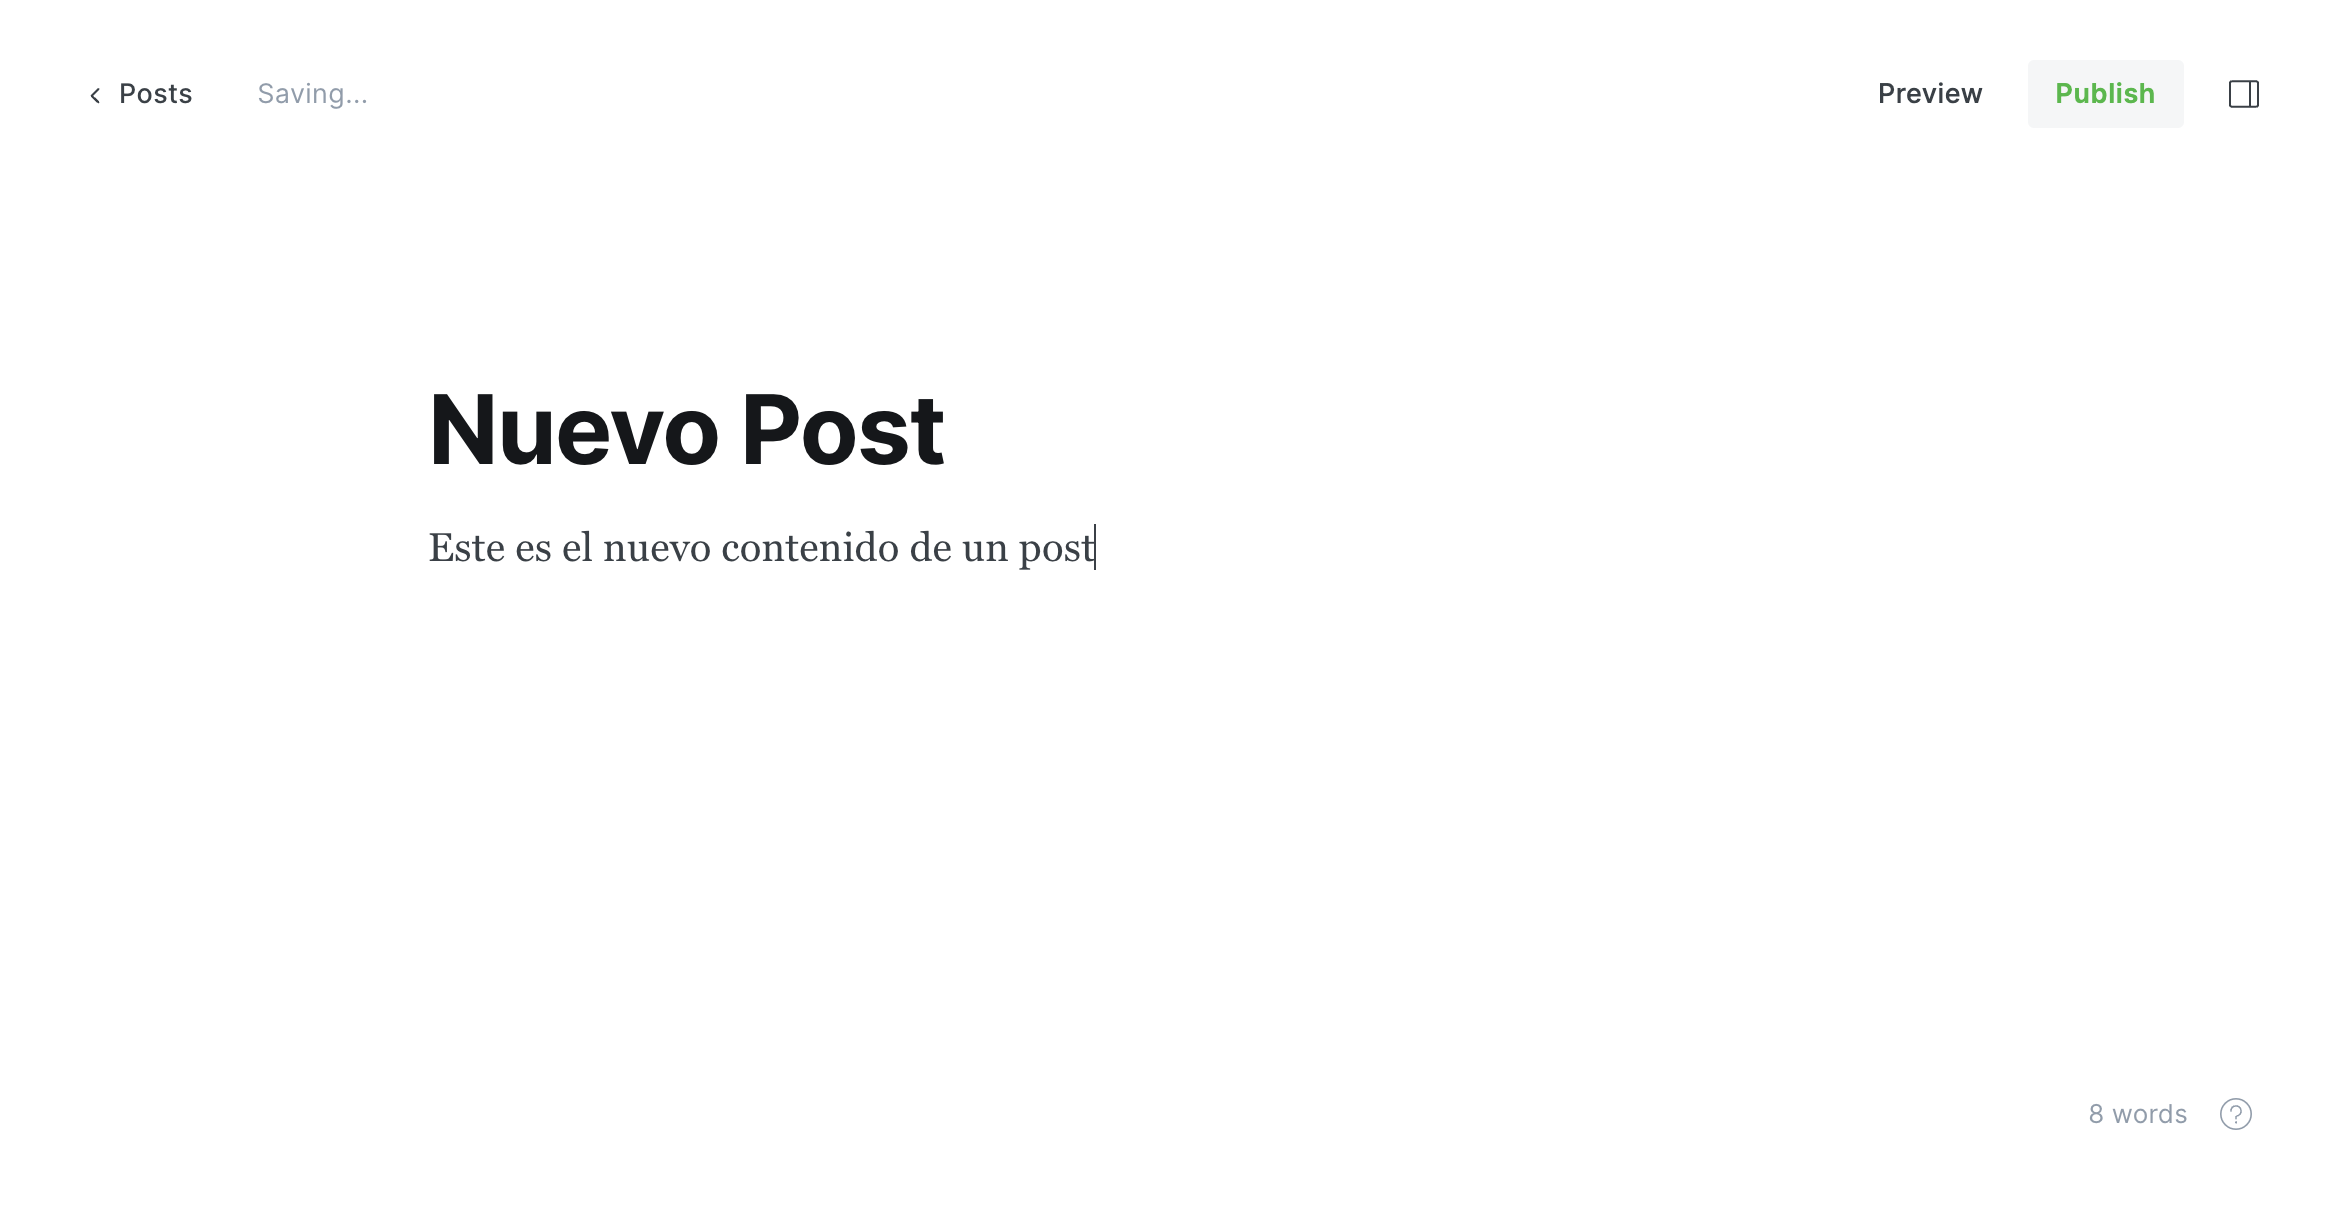 Posts
Saving...
Preview
Publish
Nuevo Post
Este es el nuevo contenido de un post
8 words
?